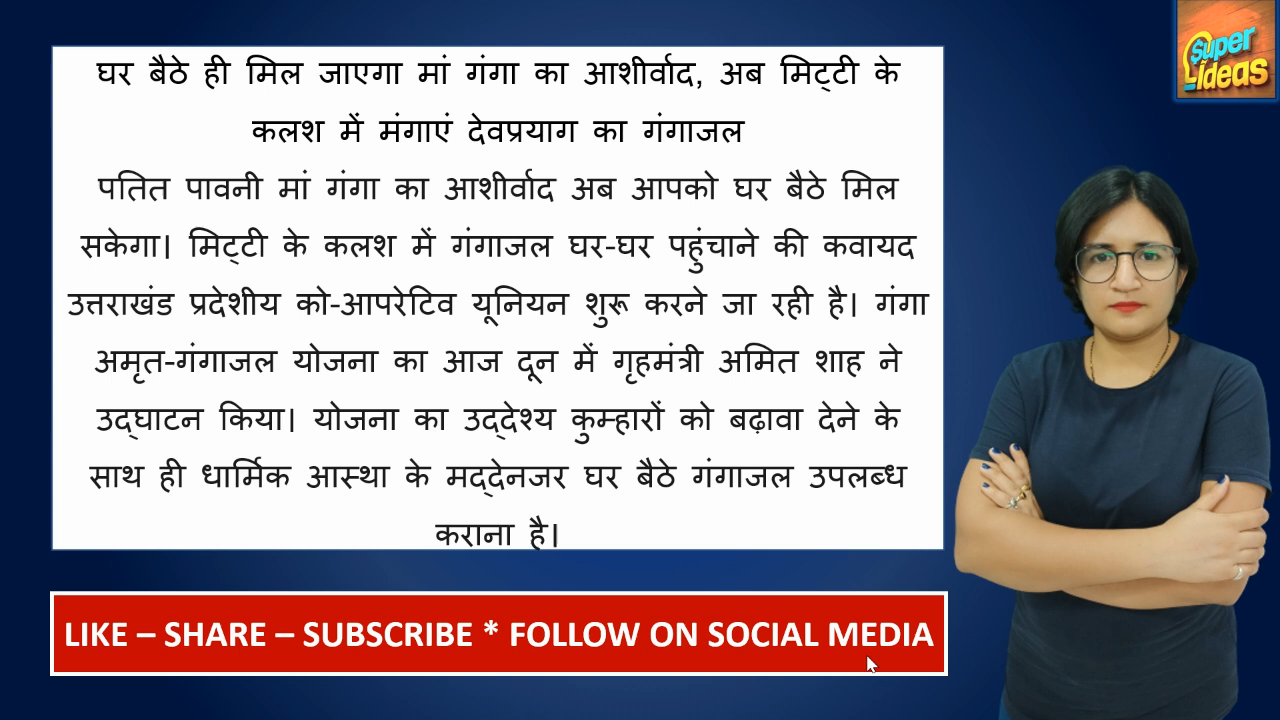 Super
Ideas
घर बैठे ही मिल जाएगा मां गंगा का आशीर्वाद, अब मिट्टी के
कलश में मंगाएं देवप्रयाग का गंगाजल
पतित पावनी मां गंगा का आशीर्वाद अब आपको घर बैठे मिल
सकेगा। मिट्टी के कलश में गंगाजल घर-घर पहुंचाने की कवायद
उत्तराखंड प्रदेशीय को-आपरेटिव यूनियन शुरू करने जा रही है। गंगा
अमृत-गंगाजल योजना का आज दून में गृहमंत्री अमित शाह ने
उद्घाटन किया। योजना का उद्देश्य कुम्हारों को बढ़ावा देने के
साथ ही धार्मिक आस्था के मद्देनजर घर बैठे गंगाजल उपलब्ध
कराना है।
LIKE – SHARE – SUBSCRIBE * FOLLOW ON SOCIAL MEDIA